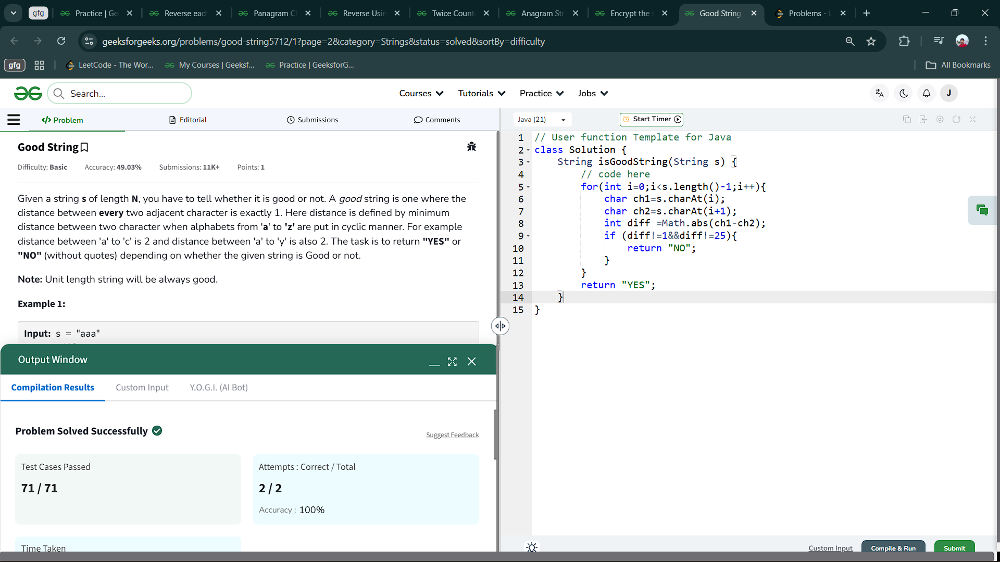 gfg
Practice | Ge
Reverse each
Panagram C
Reverse Usin
Twice Count
Anagram Str
Encrypt the s
Good String
Problems - L
geeksforgeeks.org/problems/good-string5712/1?page=2&category=Strings&status=solved&sortBy=difficulty
gfg
LeetCode - The Wor...
My Courses | Geeksf...
Practice | GeeksforG...
All Bookmarks
Search...
Courses
Tutorials
Practice
Jobs
J
</> Problem
Editorial
Submissions
Comments
Java (21)
Start Timer
Good String
Difficulty: Basic
Accuracy: 49.03%
Submissions: 11K+
Points: 1
Given a string s of length N, you have to tell whether it is good or not. A good string is one where the
distance between every two adjacent character is exactly 1. Here distance is defined by minimum
distance between two character when alphabets from 'a' to 'z' are put in cyclic manner. For example
distance between 'a' to 'c' is 2 and distance between 'a' to 'y' is also 2. The task is to return "YES" or
"NO" (without quotes) depending on whether the given string is Good or not.
Note: Unit length string will be always good.
Example 1:
Input: s = "aaa"
Output Window
Compilation Results
Custom Input
Y.O.G.I. (AI Bot)
Problem Solved Successfully
Suggest Feedback
Test Cases Passed
71 / 71
Attempts : Correct / Total
2 / 2
Accuracy : 100%
Time Taken
1 // User function Template for Java
2 class Solution {
3     String isGoodString(String s) {
4         // code here
5         for(int i=0;i<s.length()-1;i++){
6             char ch1=s.charAt(i);
7             char ch2=s.charAt(i+1);
8             int diff =Math.abs(ch1-ch2);
9             if (diff!=1&&diff!=25){
10                 return "NO";
11             }
12         }
13         return "YES";
14     }
15 }
Custom Input
Compile & Run
Submit